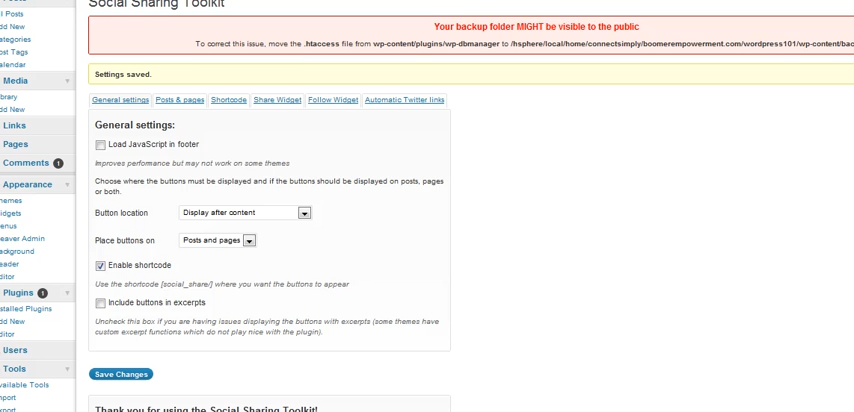 Social Sharing Toolkit
Your backup folder MIGHT be visible to the public
To correct this issue, move the .htaccess file from wp-content/plugins/wp-dbmanager to /hsphere/local/home/connectsimply/boomerempowerment.com/wordpress101/wp-content/bac
Settings saved.
General settings Posts & pages Shortcode Share Widget Follow Widget Automatic Twitter links
General settings:
Load JavaScript in footer
Improves perfomance but may not work on some themes
Choose where the buttons must be displayed and if the buttons should be displayed on posts, pages
or both.
Button location Display after content
Place buttons on Posts and pages
Enable shortcode
Use the shortcode [social_share/] where you want the buttons to appear
Include buttons in excerpts
Uncheck this box if you are having issues displaying the buttons with excerpts (some themes have
custom excerpt functions which do not play nice with the plugin).
Save Changes
Thank you for using the Social Sharing Toolkit!
Posts
ll Posts
dd New
ategories
ost Tags
alendar
Media
ibrary
dd New
Links
Pages
Comments 1
Appearance
hemes
idgets
enus
eaver Admin
ackground
eader
ditor
Plugins 1
nstalled Plugins
dd New
ditor
Users
Tools
vailable Tools
mport
xport